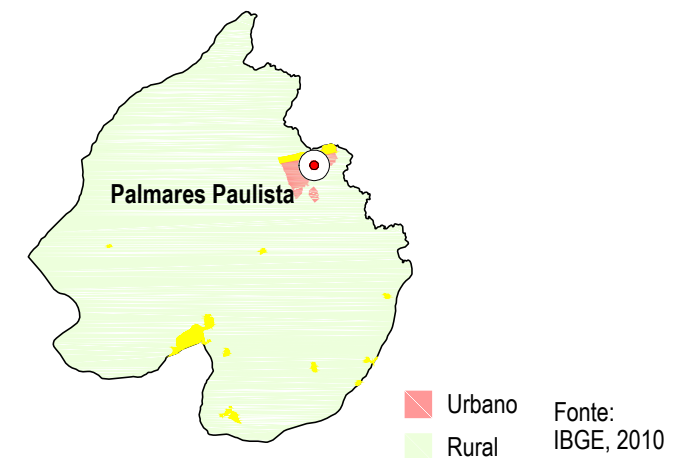 Palmares Paulista
Urbano
Rural
Fonte:
IBGE, 2010